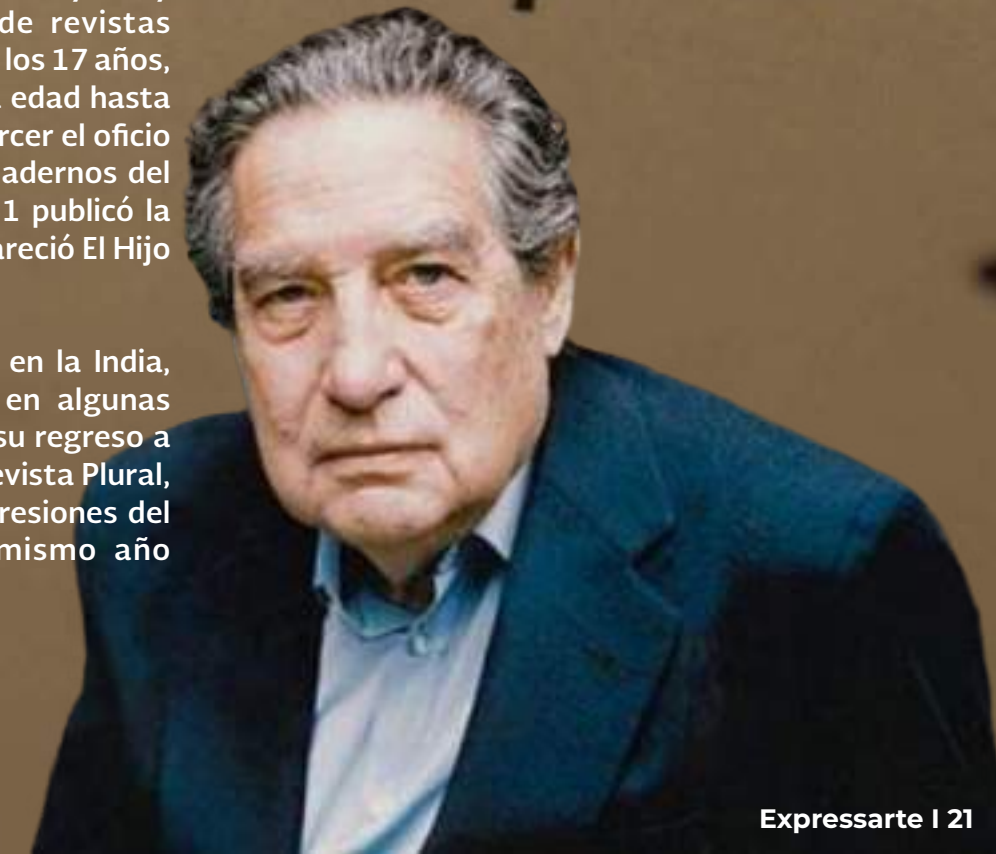 de revistas
los 17 años,
edad hasta
rcer el oficio
adernos del
1 publicó la
areció El Hijo
en la India,
en algunas
su regreso a
evista Plural,
resiones del
mismo año
Expressarte I 21